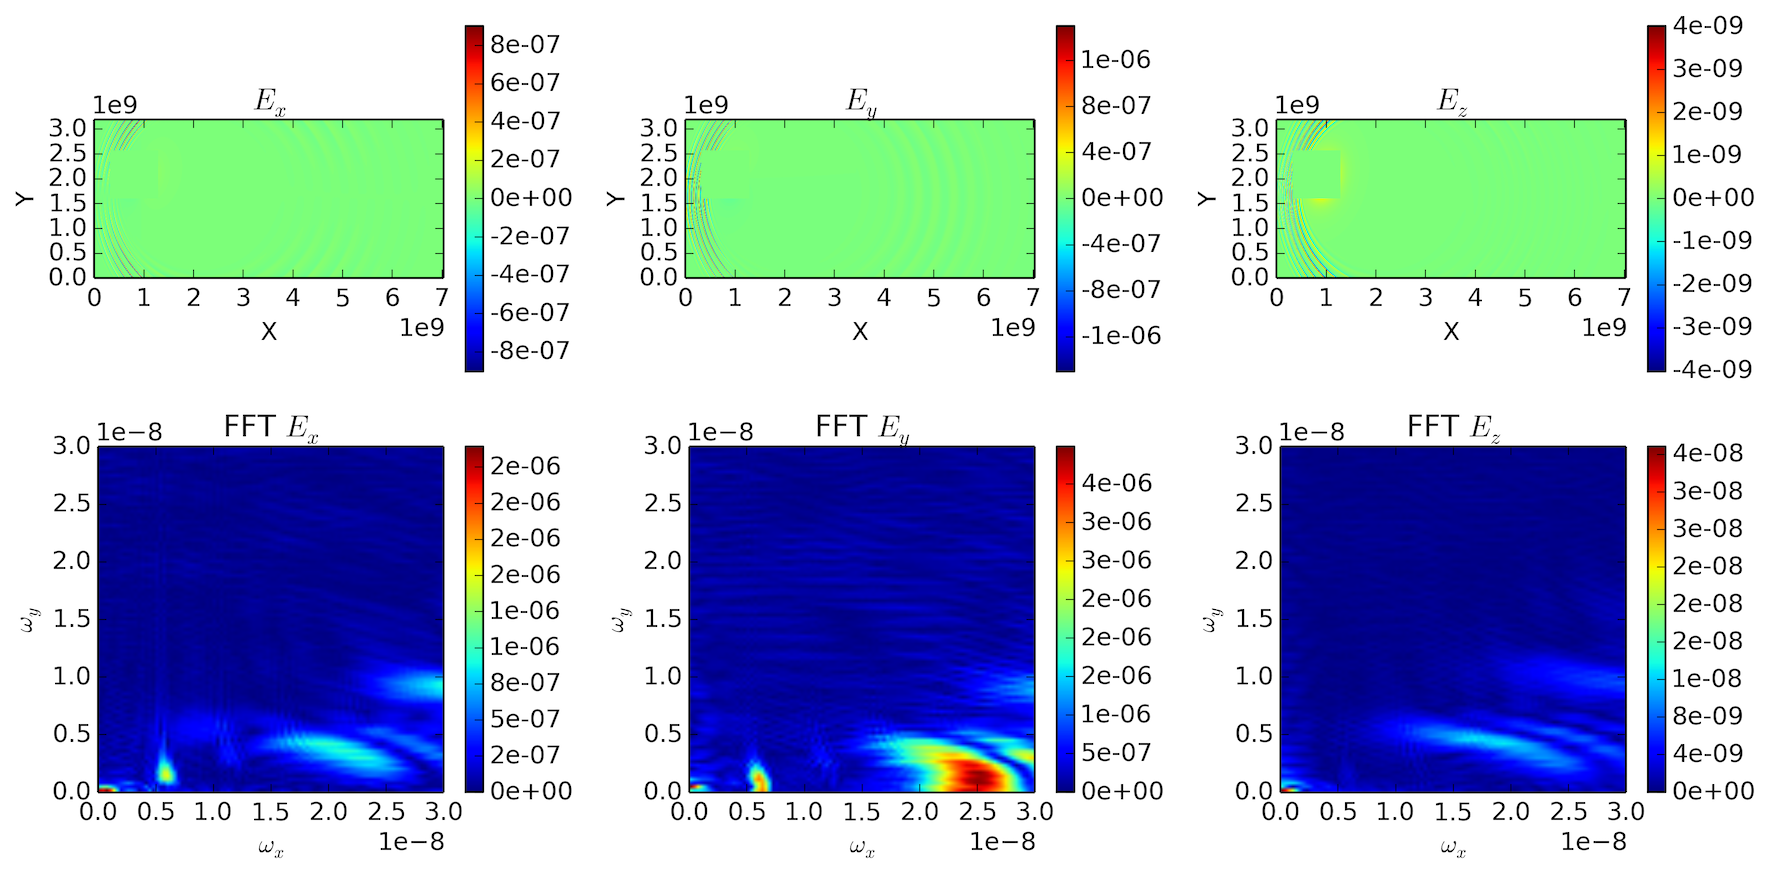 1e9 E_x
3.0
2.5
2.0
1.5
1.0
0.5
0.0
Y
0 1 2 3 4 5 6 7
X 1e9
8e-07
6e-07
4e-07
2e-07
0e+00
-2e-07
-4e-07
-6e-07
-8e-07
1e9 E_y
3.0
2.5
2.0
1.5
1.0
0.5
0.0
Y
0 1 2 3 4 5 6 7
X 1e9
1e-06
8e-07
4e-07
0e+00
-4e-07
-8e-07
-1e-06
1e9 E_z
3.0
2.5
2.0
1.5
1.0
0.5
0.0
Y
0 1 2 3 4 5 6 7
X 1e9
4e-09
3e-09
2e-09
1e-09
0e+00
-1e-09
-2e-09
-3e-09
-4e-09
1e-8 FFT E_x
3.0
2.5
2.0
1.5
1.0
0.5
0.0
ω_y
0.0 0.5 1.0 1.5 2.0 2.5 3.0
ω_x 1e-8
2e-06
2e-06
2e-06
2e-06
1e-06
1e-06
8e-07
5e-07
2e-07
0e+00
1e-8 FFT E_y
3.0
2.5
2.0
1.5
1.0
0.5
0.0
ω_y
0.0 0.5 1.0 1.5 2.0 2.5 3.0
ω_x 1e-8
4e-06
3e-06
3e-06
2e-06
2e-06
1e-06
5e-07
0e+00
1e-8 FFT E_z
3.0
2.5
2.0
1.5
1.0
0.5
0.0
ω_y
0.0 0.5 1.0 1.5 2.0 2.5 3.0
ω_x 1e-8
4e-08
3e-08
3e-08
2e-08
2e-08
2e-08
1e-08
8e-09
4e-09
0e+00